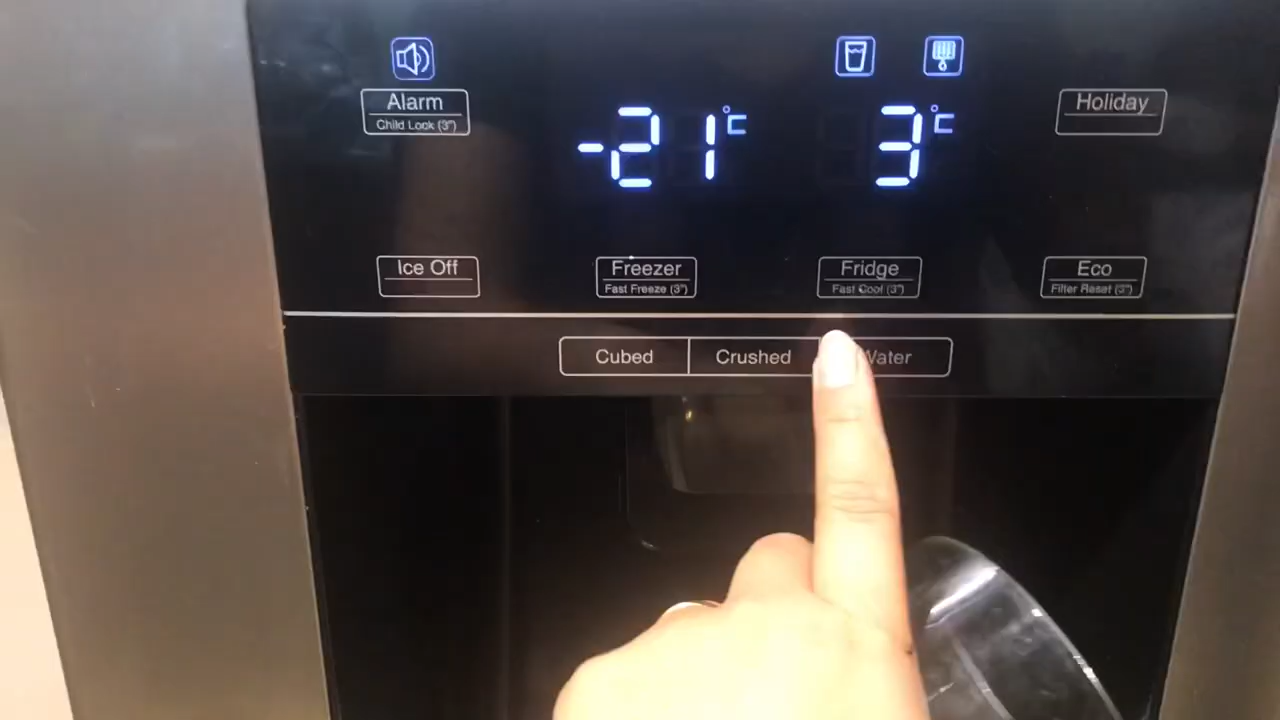 Alarm
Child Lock (3")
-21°C
3°C
Holiday
Ice Off
Freezer
Fast Freeze (3")
Fridge
Fast Cool (3")
Eco
Filter Reset (3")
Cubed
Crushed
Water